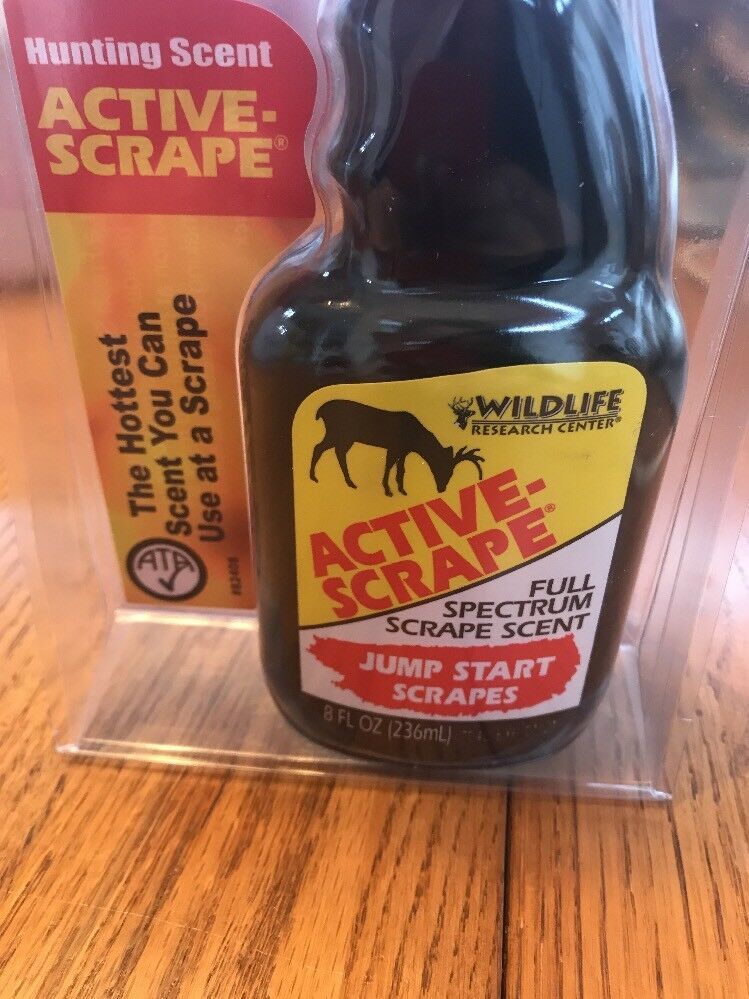 Hunting Scent
ACTIVE-
SCRAPE®
The Hottest
Scent You Can
Use at a Scrape
ATA
WILDLIFE
RESEARCH CENTER®
ACTIVE-
SCRAPE®
FULL
SPECTRUM
SCRAPE SCENT
JUMP START
SCRAPES
8 FL OZ (236mL)